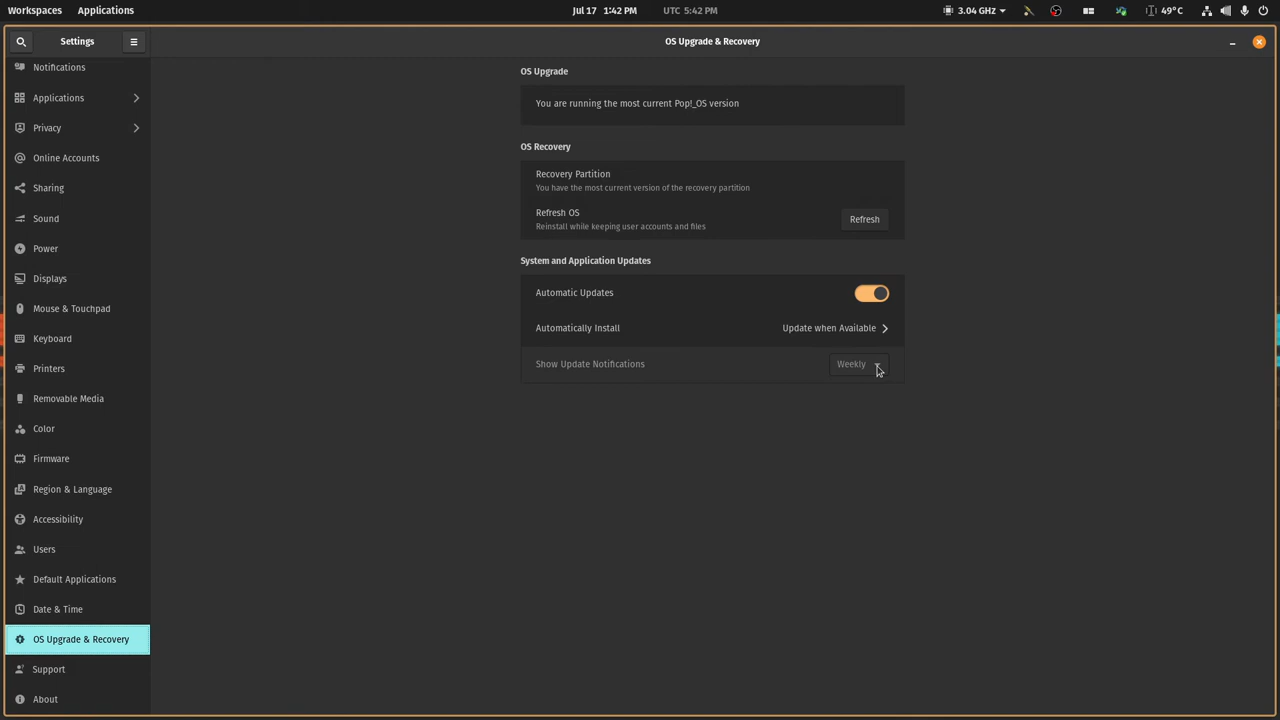 Workspaces Applications Jul 17 1:42 PM UTC 5:42 PM 3.04 GHz 49°C
Settings OS Upgrade & Recovery
Notifications
Applications
Privacy
Online Accounts
Sharing
Sound
Power
Displays
Mouse & Touchpad
Keyboard
Printers
Removable Media
Color
Firmware
Region & Language
Accessibility
Users
Default Applications
Date & Time
OS Upgrade & Recovery
Support
About
OS Upgrade
You are running the most current Pop!_OS version
OS Recovery
Recovery Partition
You have the most current version of the recovery partition
Refresh OS
Reinstall while keeping user accounts and files
Refresh
System and Application Updates
Automatic Updates
Automatically Install Update when Available
Show Update Notifications Weekly